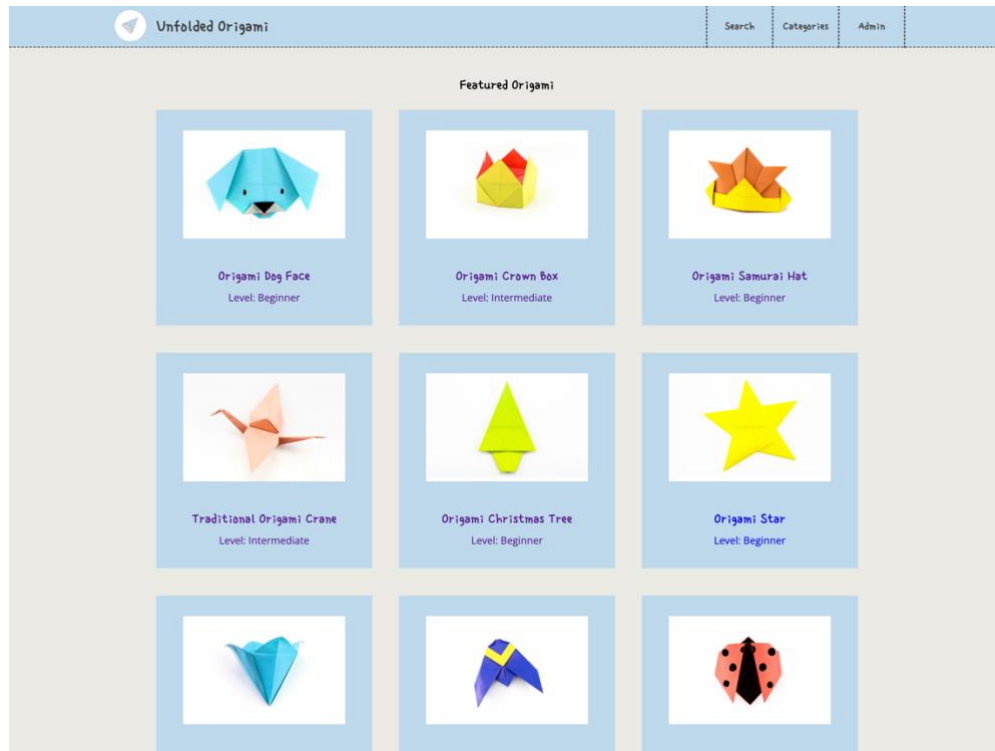 Unfolded Origami
Search
Categories
Admin
Featured Origami
Origami Dog Face
Level: Beginner
Origami Crown Box
Level: Intermediate
Origami Samurai Hat
Level: Beginner
Traditional Origami Crane
Level: Intermediate
Origami Christmas Tree
Level: Beginner
Origami Star
Level: Beginner